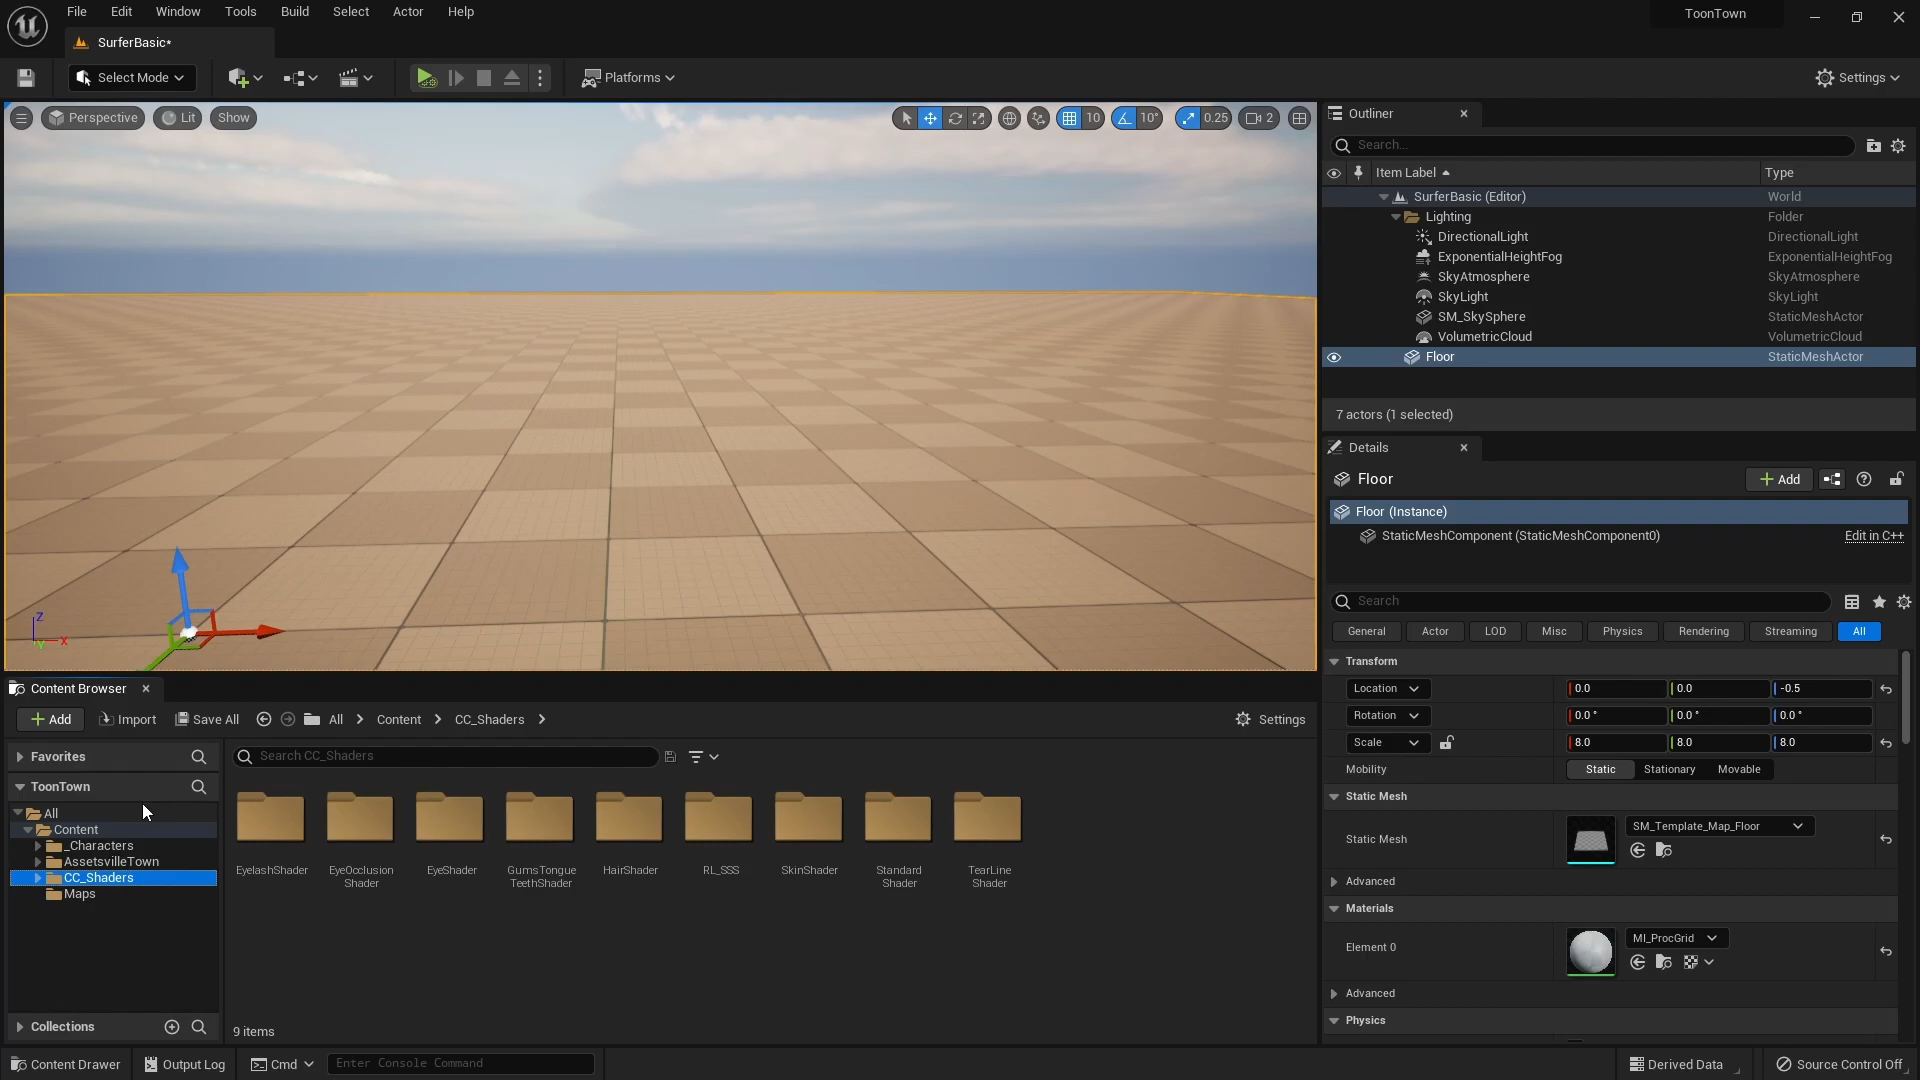 File Edit Window Tools Build Select Actor Help
ToonTown
SurferBasic*
Select Mode
Platforms
Settings
Perspective Lit Show
10 10° 0.25 2
Outliner
Search...
Item Label Type
SurferBasic (Editor) World
Lighting Folder
DirectionalLight DirectionalLight
ExponentialHeightFog ExponentialHeightFog
SkyAtmosphere SkyAtmosphere
SkyLight SkyLight
SM_SkySphere StaticMeshActor
VolumetricCloud VolumetricCloud
Floor StaticMeshActor
7 actors (1 selected)
Details
Floor
Add
Floor (Instance)
StaticMeshComponent (StaticMeshComponent0) Edit in C++
Search
General Actor LOD Misc Physics Rendering Streaming All
Transform
Location 0.0 0.0 -0.5
Rotation 0.0 ° 0.0 ° 0.0 °
Scale 8.0 8.0 8.0
Mobility Static Stationary Movable
Static Mesh
Static Mesh SM_Template_Map_Floor
Advanced
Materials
Element 0 MI_ProcGrid
Advanced
Physics
Z
X
Y
Content Browser
Add Import Save All All Content CC_Shaders Settings
Favorites
Search CC_Shaders
ToonTown
All
Content
_Characters
AssetsvilleTown
CC_Shaders
Maps
EyelashShader
EyeOcclusion
Shader
EyeShader
GumsTongue
TeethShader
HairShader
RL_SSS
SkinShader
Standard
Shader
TearLine
Shader
Collections
9 items
Content Drawer Output Log Cmd Enter Console Command
Derived Data Source Control Off